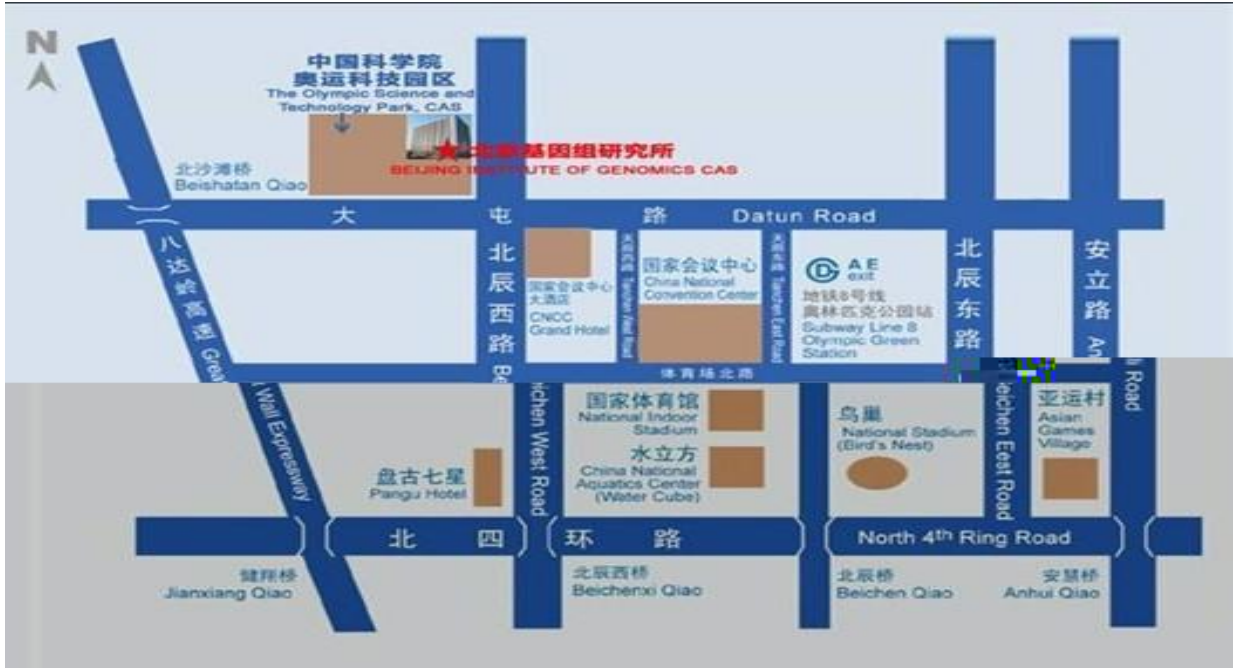 N
中国科学院
奥运科技园区
The Olympic Science and
Technology Park, CAS
北京基因组研究所
BEIJING INSTITUTE OF GENOMICS CAS
北沙滩桥
Beishatan Qiao
大屯路 Datun Road
八达岭高速 Great Wall Expressway
北辰西路 Beichen West Road
国家会议中心
大酒店
CNCC
Grand Hotel
天辰西路 Tianchen West Road
国家会议中心
China National
Convention Center
天辰东路 Tianchen East Road
A E
exit
地铁8号线
奥林匹克公园站
Subway Line 8
Olympic Green
Station
北辰东路 Beichen Eest Road
安立路 Road
体育场北路
国家体育馆
National Indoor
Stadium
水立方
China National
Aquatics Center
(Water Cube)
鸟巢
National Stadium
(Bird's Nest)
亚运村
Asian
Games
Village
盘古七星
Pangu Hotel
北四环路 North 4th Ring Road
健翔桥
Jianxiang Qiao
北辰西桥
Beichenxi Qiao
北辰桥
Beichen Qiao
安慧桥
Anhui Qiao